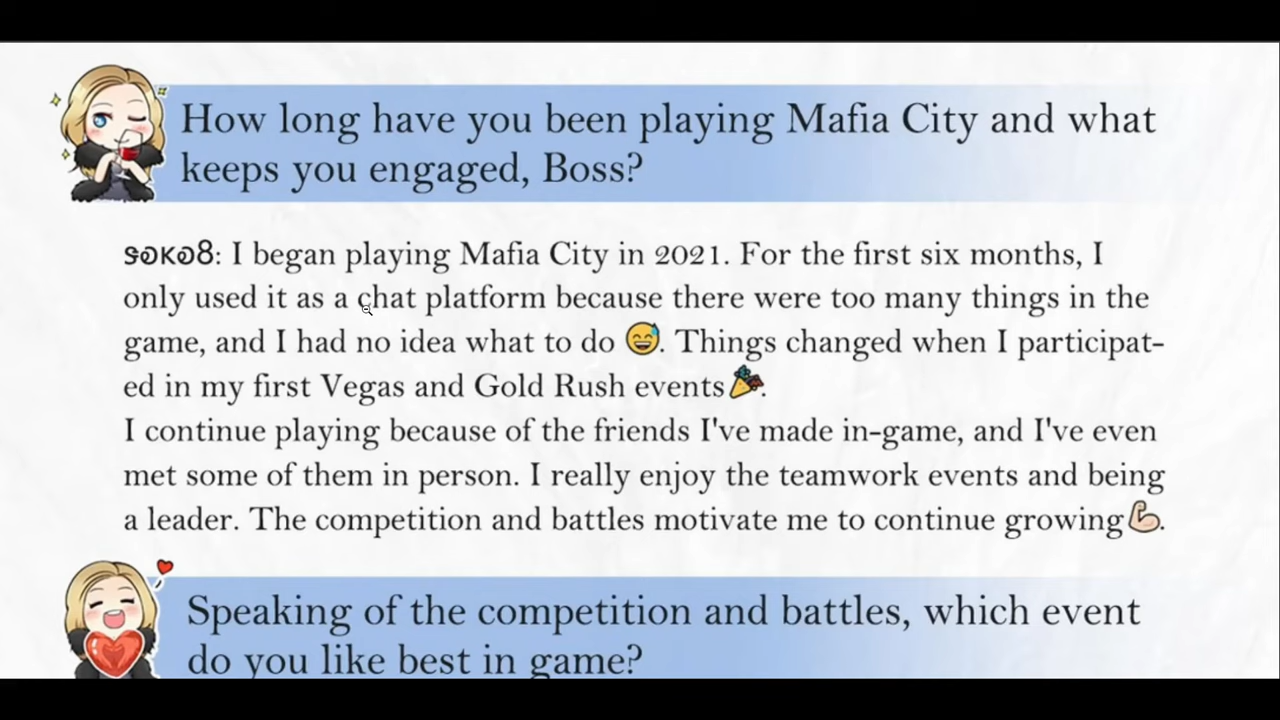 How long have you been playing Mafia City and what
keeps you engaged, Boss?
ꜱꭷκꭷ8: I began playing Mafia City in 2021. For the first six months, I
only used it as a chat platform because there were too many things in the
game, and I had no idea what to do 😅. Things changed when I participat-
ed in my first Vegas and Gold Rush events🎉.
I continue playing because of the friends I've made in-game, and I've even
met some of them in person. I really enjoy the teamwork events and being
a leader. The competition and battles motivate me to continue growing💪🏻.
Speaking of the competition and battles, which event
do you like best in game?